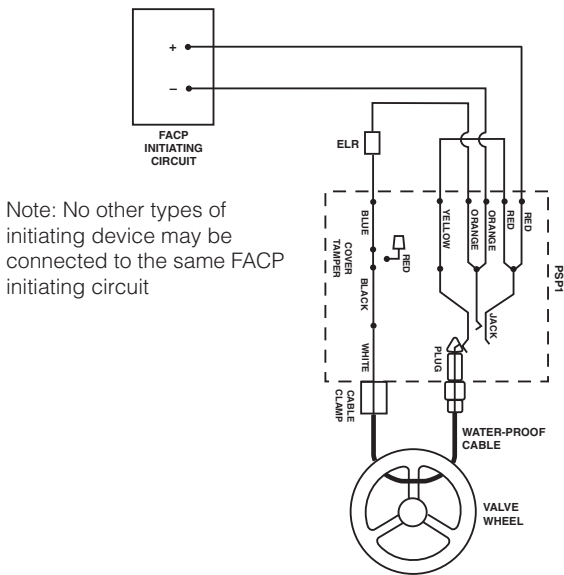 +
–
FACP
INITIATING
CIRCUIT
ELR
Note: No other types of
initiating device may be
connected to the same FACP
initiating circuit
BLUE
COVER
TAMPER
RED
BLACK
WHITE
YELLOW
ORANGE
ORANGE
RED
RED
PSP1
JACK
PLUG
CABLE
CLAMP
WATER-PROOF
CABLE
VALVE
WHEEL